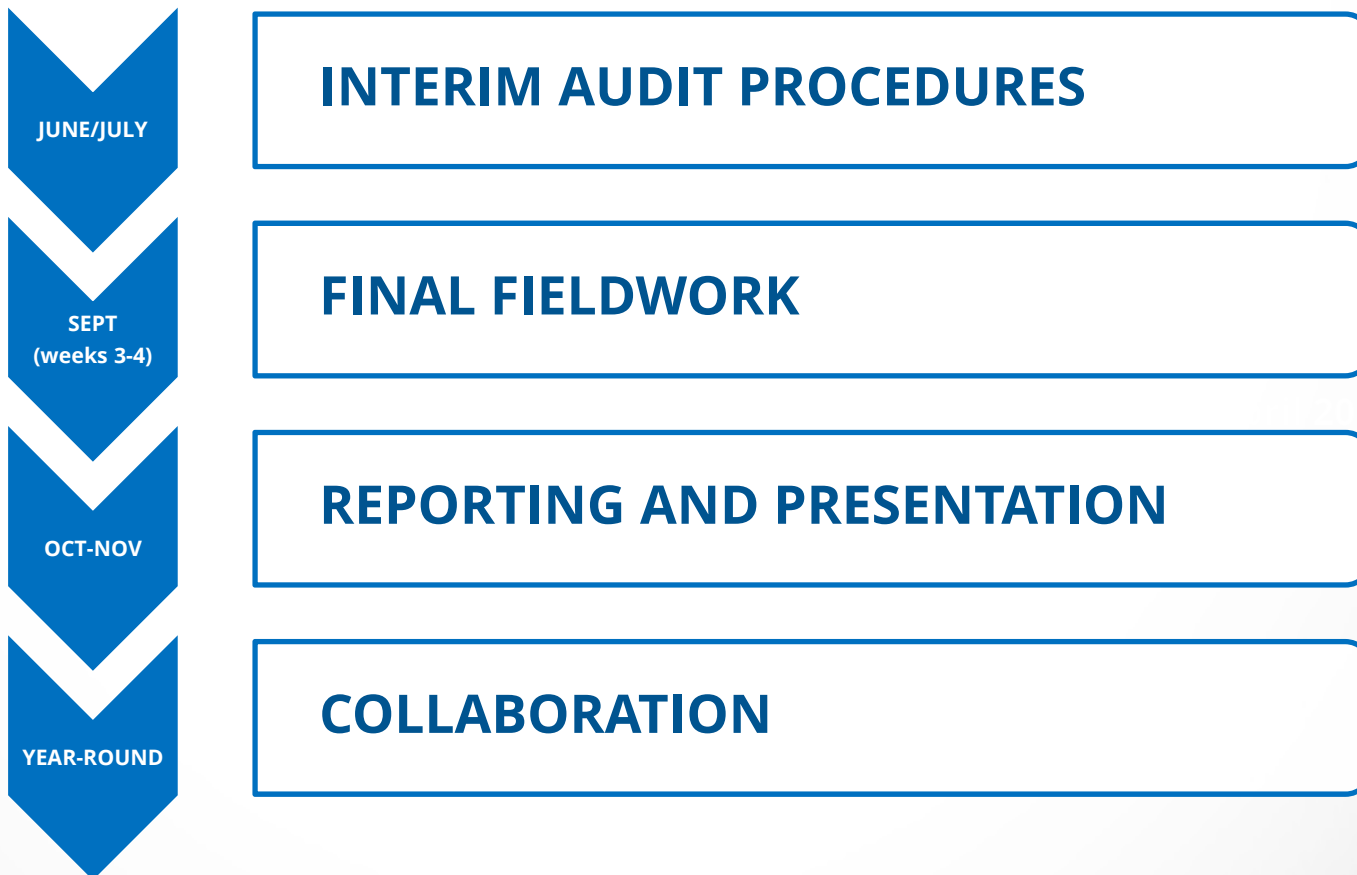 JUNE/JULY
INTERIM AUDIT PROCEDURES
SEPT
(weeks 3-4)
FINAL FIELDWORK
OCT-NOV
REPORTING AND PRESENTATION
YEAR-ROUND
COLLABORATION